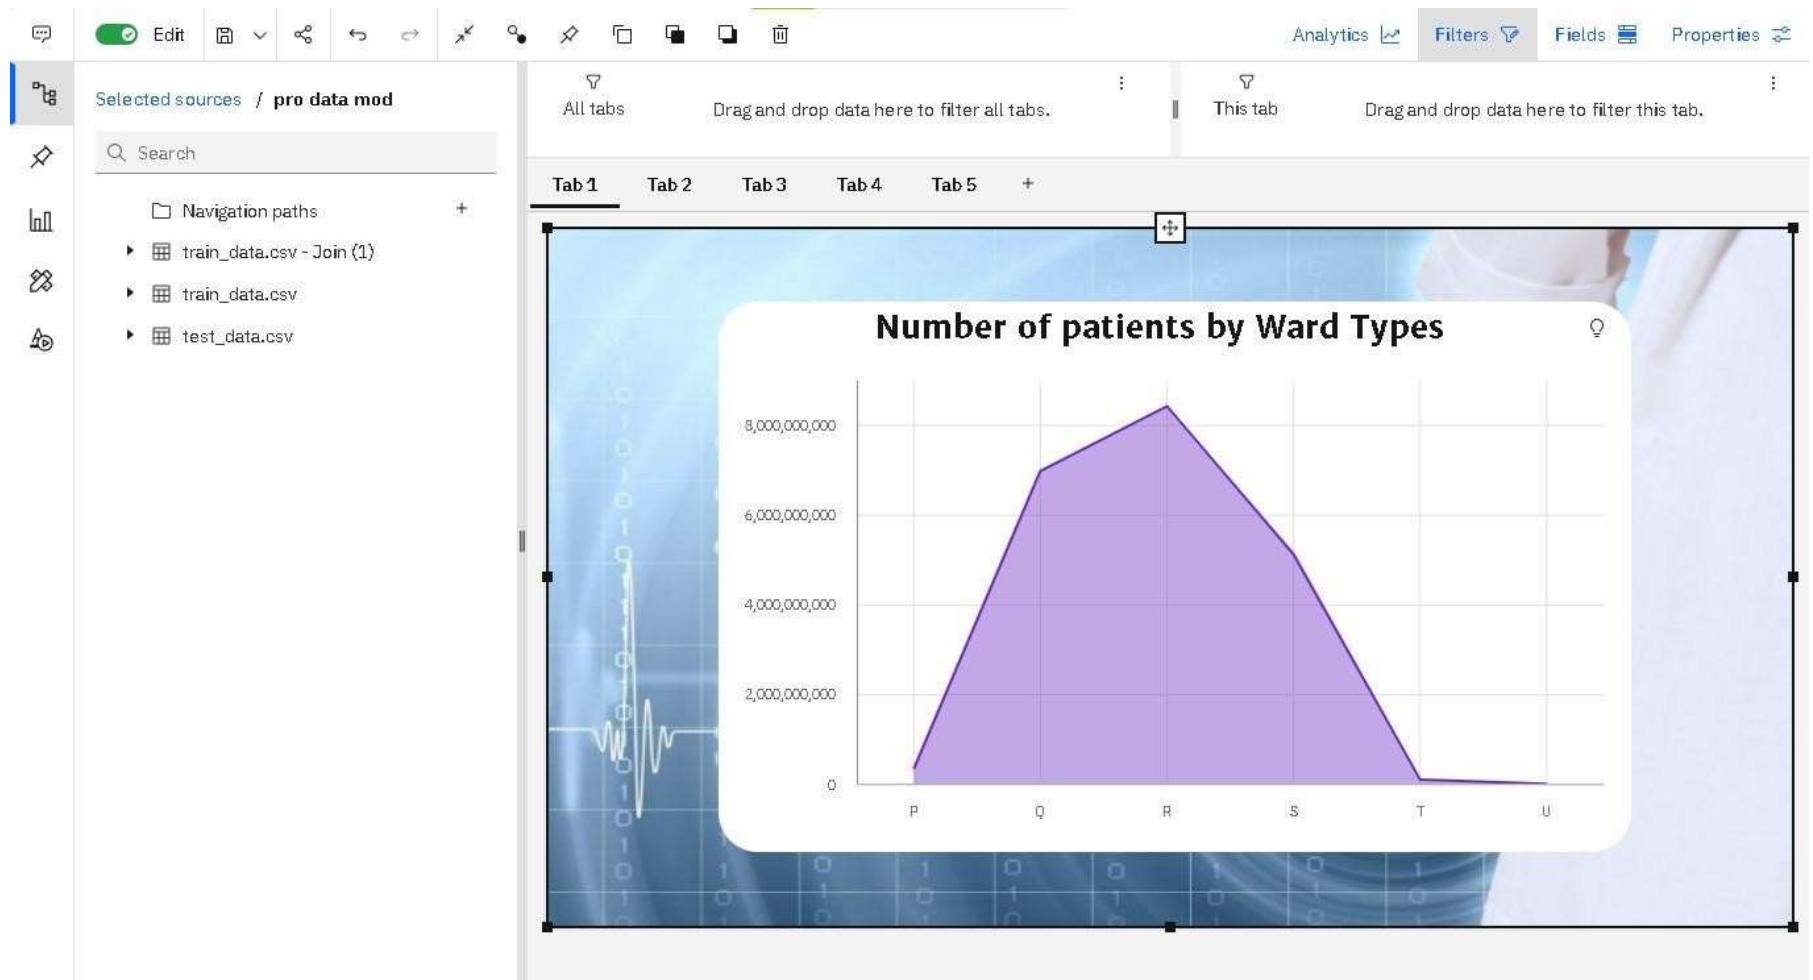 Edit
Analytics
Filters
Fields
Properties
Selected sources / pro data mod
Search
Navigation paths
train_data.csv - Join (1)
train_data.csv
test_data.csv
All tabs
Drag and drop data here to filter all tabs.
This tab
Drag and drop data here to filter this tab.
Tab 1
Tab 2
Tab 3
Tab 4
Tab 5
Number of patients by Ward Types
8,000,000,000
6,000,000,000
4,000,000,000
2,000,000,000
0
P
Q
R
S
T
U